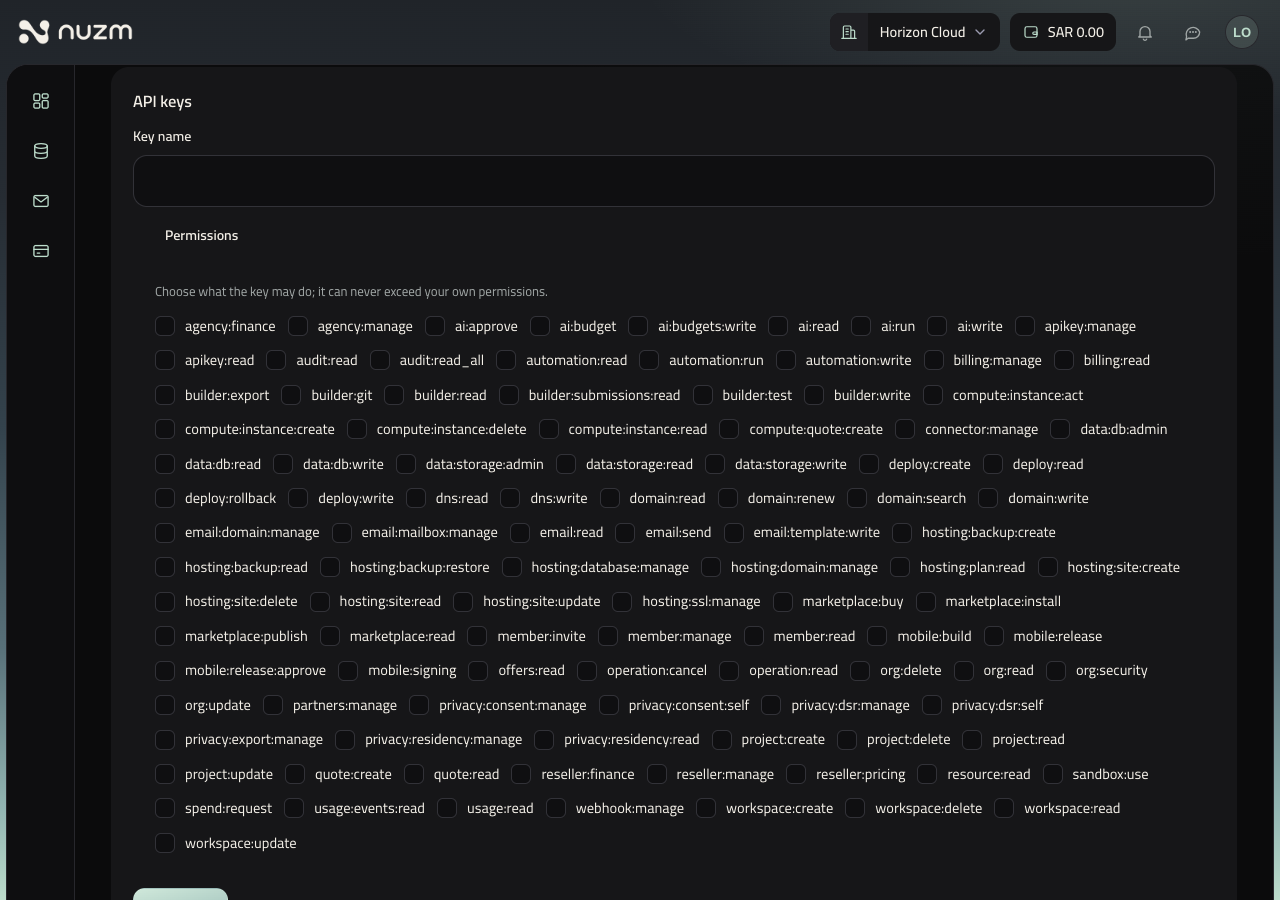 nuzm
Horizon Cloud
SAR 0.00
LO
API keys
Key name
Permissions
Choose what the key may do; it can never exceed your own permissions.
agency:finance agency:manage ai:approve ai:budget ai:budgets:write ai:read ai:run ai:write apikey:manage
apikey:read audit:read audit:read_all automation:read automation:run automation:write billing:manage billing:read
builder:export builder:git builder:read builder:submissions:read builder:test builder:write compute:instance:act
compute:instance:create compute:instance:delete compute:instance:read compute:quote:create connector:manage data:db:admin
data:db:read data:db:write data:storage:admin data:storage:read data:storage:write deploy:create deploy:read
deploy:rollback deploy:write dns:read dns:write domain:read domain:renew domain:search domain:write
email:domain:manage email:mailbox:manage email:read email:send email:template:write hosting:backup:create
hosting:backup:read hosting:backup:restore hosting:database:manage hosting:domain:manage hosting:plan:read hosting:site:create
hosting:site:delete hosting:site:read hosting:site:update hosting:ssl:manage marketplace:buy marketplace:install
marketplace:publish marketplace:read member:invite member:manage member:read mobile:build mobile:release
mobile:release:approve mobile:signing offers:read operation:cancel operation:read org:delete org:read org:security
org:update partners:manage privacy:consent:manage privacy:consent:self privacy:dsr:manage privacy:dsr:self
privacy:export:manage privacy:residency:manage privacy:residency:read project:create project:delete project:read
project:update quote:create quote:read reseller:finance reseller:manage reseller:pricing resource:read sandbox:use
spend:request usage:events:read usage:read webhook:manage workspace:create workspace:delete workspace:read
workspace:update